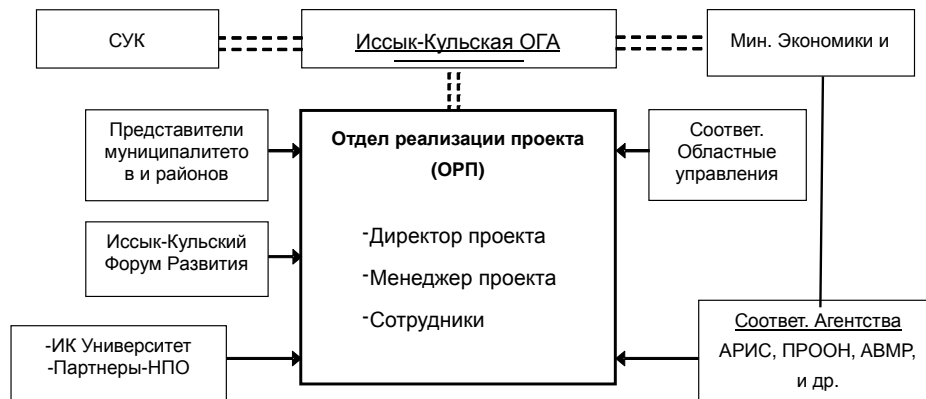 СУК
Иссык-Кульская ОГА
Мин. Экономики и
Представители
муниципалитето
в и районов
Отдел реализации проекта
(ОРП)
Соответ.
Областные
управления
Иссык-Кульский
Форум Развития
-Директор проекта
-Менеджер проекта
-Сотрудники
-ИК Университет
-Партнеры-НПО
Соответ. Агентства
АРИС, ПРООН, АВМР,
и др.